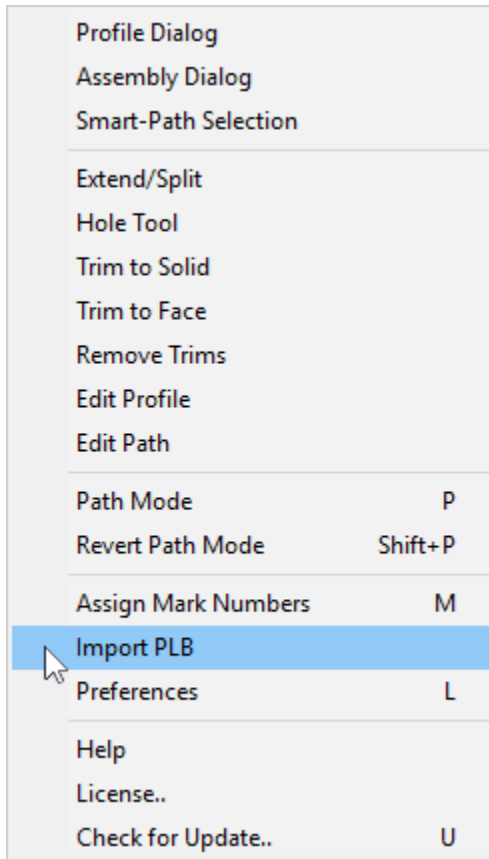 Profile Dialog
Assembly Dialog
Smart-Path Selection
Extend/Split
Hole Tool
Trim to Solid
Trim to Face
Remove Trims
Edit Profile
Edit Path
Path Mode P
Revert Path Mode Shift+P
Assign Mark Numbers M
Import PLB
Preferences L
Help
License..
Check for Update.. U